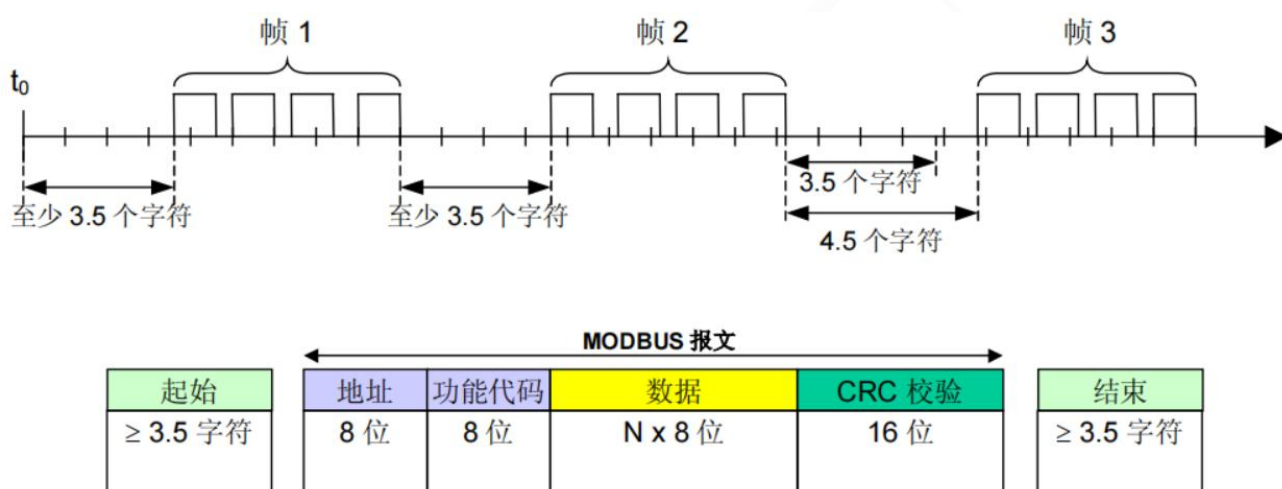 帧 1
帧 2
帧 3
t0
至少 3.5 个字符
至少 3.5 个字符
3.5 个字符
4.5 个字符
MODBUS 报文
起始 地址 功能代码 数据 CRC 校验 结束
≥ 3.5 字符 8 位 8 位 N x 8 位 16 位 ≥ 3.5 字符